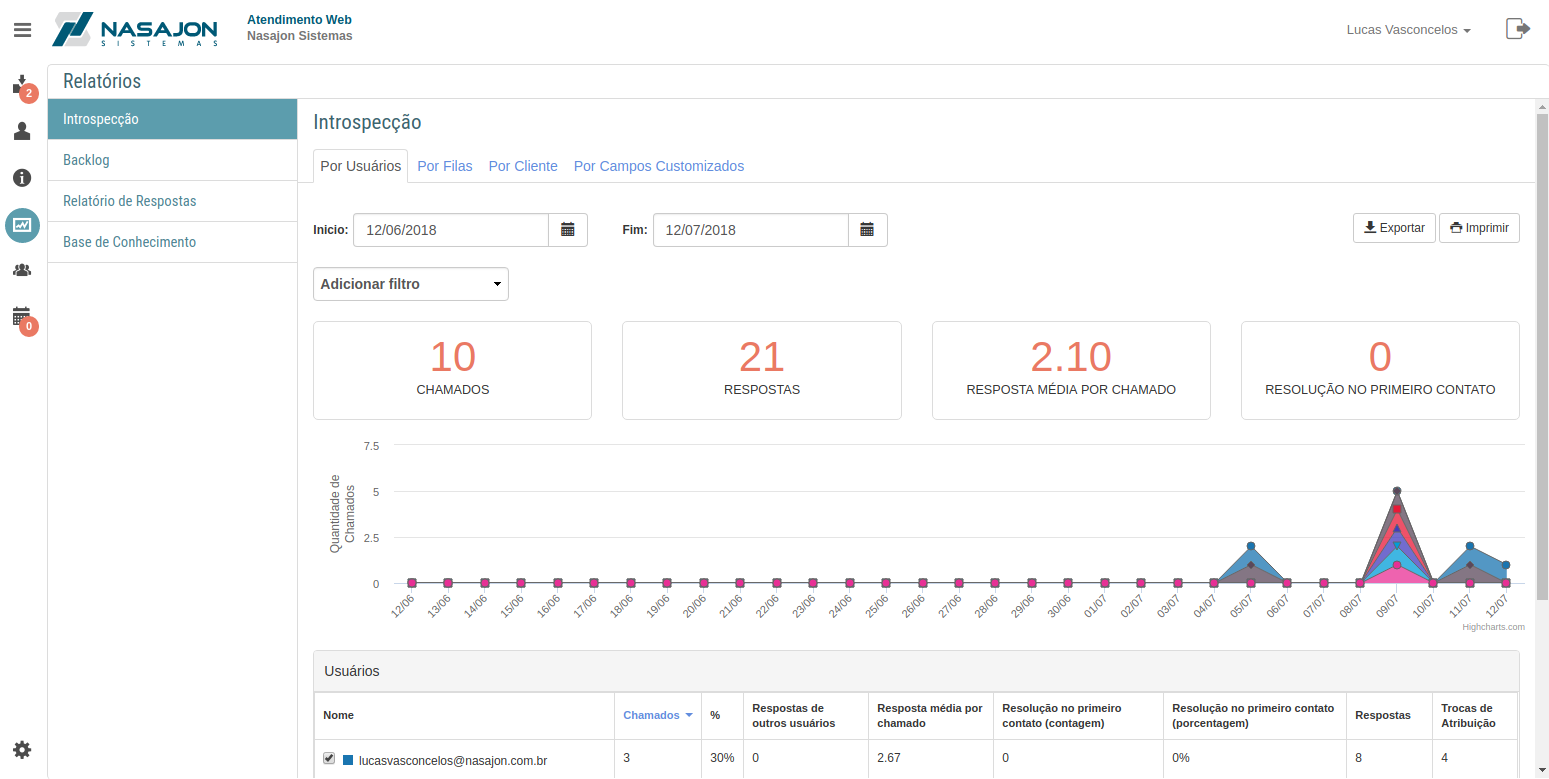 NASAJON
SISTEMAS
Atendimento Web
Nasajon Sistemas
Lucas Vasconcelos
2
0
Relatórios
Introspecção
Backlog
Relatório de Respostas
Base de Conhecimento
Introspecção
Por Usuários Por Filas Por Cliente Por Campos Customizados
Inicio: 12/06/2018 Fim: 12/07/2018 Exportar Imprimir
Adicionar filtro
10 21 2.10 0
CHAMADOS RESPOSTAS RESPOSTA MÉDIA POR CHAMADO RESOLUÇÃO NO PRIMEIRO CONTATO
Quantidade de
Chamados
7.5
5
2.5
0
12/06 13/06 14/06 15/06 16/06 17/06 18/06 19/06 20/06 21/06 22/06 23/06 24/06 25/06 26/06 27/06 28/06 29/06 30/06 01/07 02/07 03/07 04/07 05/07 06/07 07/07 08/07 09/07 10/07 11/07 12/07
Highcharts.com
Usuários
Nome Chamados % Respostas de outros usuários Resposta média por chamado Resolução no primeiro contato (contagem) Resolução no primeiro contato (porcentagem) Respostas Trocas de Atribuição
lucasvasconcelos@nasajon.com.br 3 30% 0 2.67 0 0% 8 4